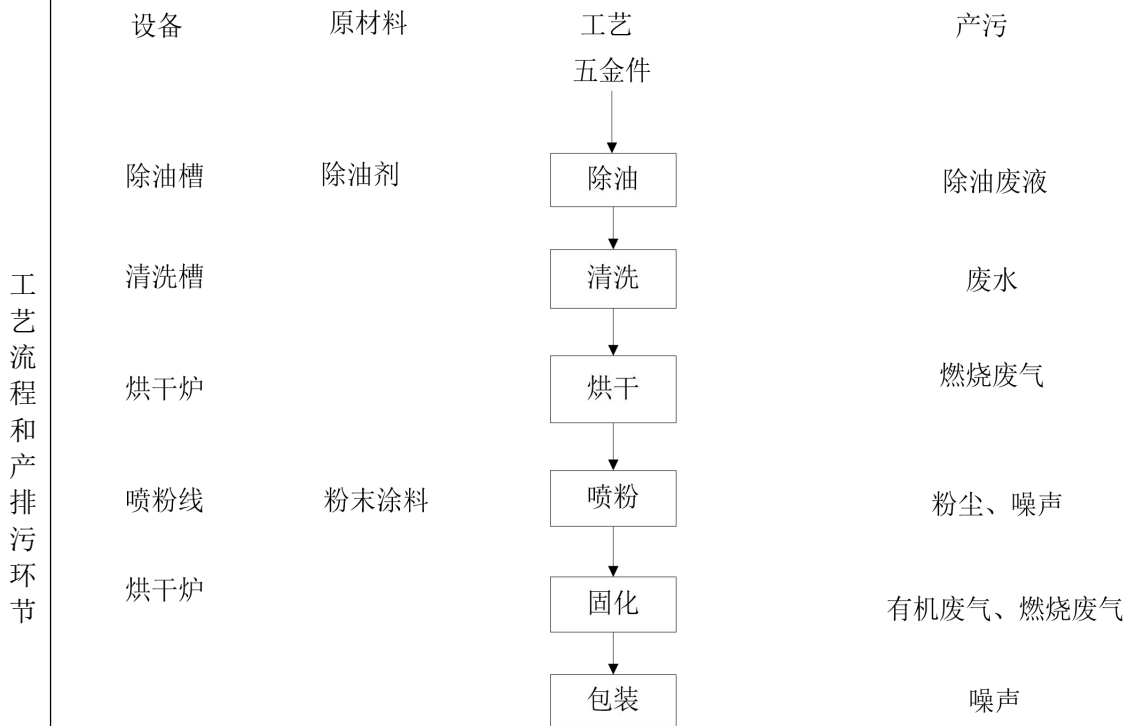 工艺流程和产排污环节
设备 原材料 工艺 产污
五金件
除油槽 除油剂 除油 除油废液
清洗槽 清洗 废水
烘干炉 烘干 燃烧废气
喷粉线 粉末涂料 喷粉 粉尘、噪声
烘干炉 固化 有机废气、燃烧废气
包装 噪声